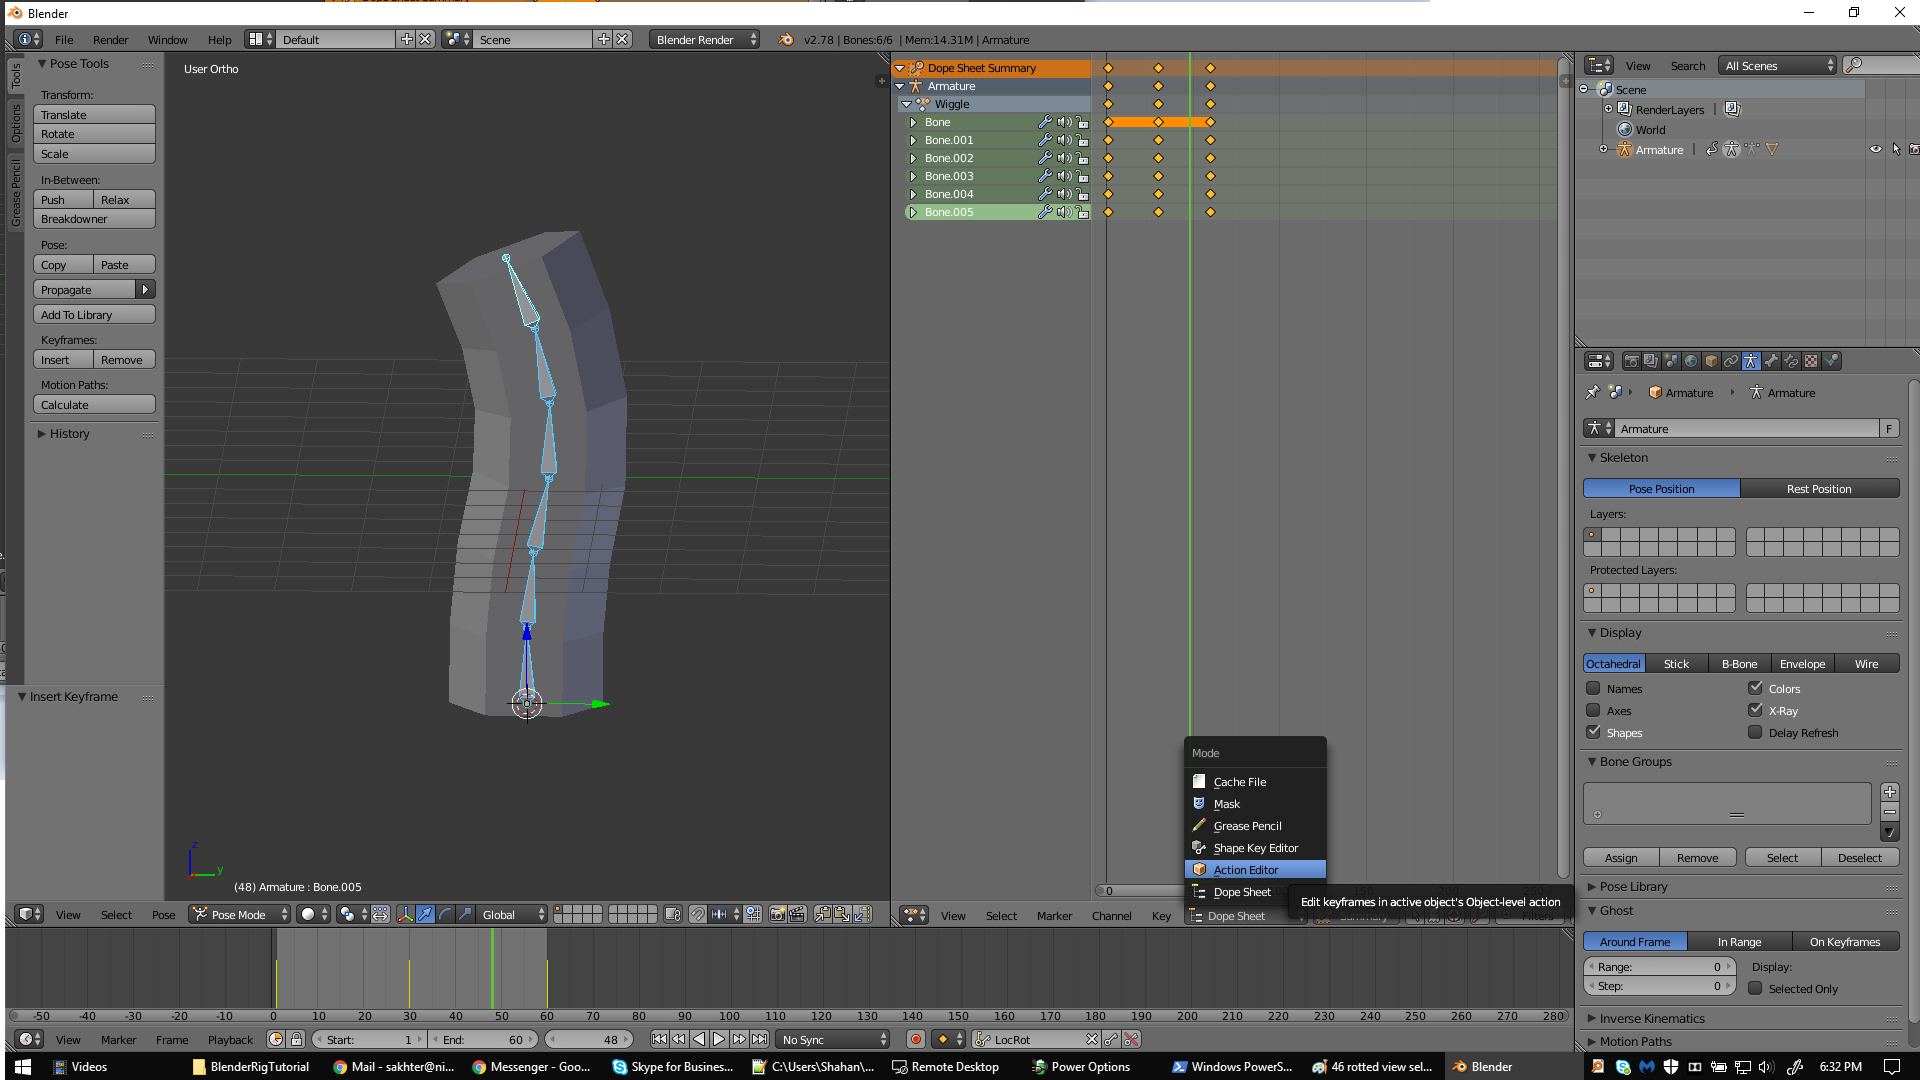 Blender
File Render Window Help Default Scene Blender Render v2.78 | Bones:6/6 | Mem:14.31M | Armature
Tools
Options
Grease Pencil
Pose Tools
Transform:
Translate
Rotate
Scale
In-Between:
Push Relax
Breakdowner
Pose:
Copy Paste
Propagate
Add To Library
Keyframes:
Insert Remove
Motion Paths:
Calculate
History
Insert Keyframe
User Ortho
z
y
(48) Armature : Bone.005
View Select Pose Pose Mode Global
Dope Sheet Summary
Armature
Wiggle
Bone
Bone.001
Bone.002
Bone.003
Bone.004
Bone.005
Mode
Cache File
Mask
Grease Pencil
Shape Key Editor
Action Editor
Dope Sheet
Edit keyframes in active object's Object-level action
0 150 200 250
View Select Marker Channel Key Dope Sheet Summary Filters
View Search All Scenes
Scene
RenderLayers |
World
Armature |
Armature Armature
Armature F
Skeleton
Pose Position Rest Position
Layers:
Protected Layers:
Display
Octahedral Stick B-Bone Envelope Wire
Names Colors
Axes X-Ray
Shapes Delay Refresh
Bone Groups
Assign Remove Select Deselect
Pose Library
Ghost
Around Frame In Range On Keyframes
Range: 0 Display:
Step: 0 Selected Only
Inverse Kinematics
Motion Paths
-50 -40 -30 -20 -10 0 10 20 30 40 50 60 70 80 90 100 110 120 130 140 150 160 170 180 190 200 210 220 230 240 250 260 270 280
View Marker Frame Playback Start: 1 End: 60 48 No Sync LocRot
Videos BlenderRigTutorial Mail - sakhter@ni... Messenger - Goo... Skype for Busines... C:\Users\Shahan/... Remote Desktop Power Options Windows PowerS... 46 rotted view sel... Blender 6:32 PM